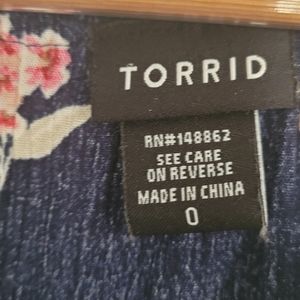 TORRID
RN#148862
SEE CARE
ON REVERSE
MADE IN CHINA
0